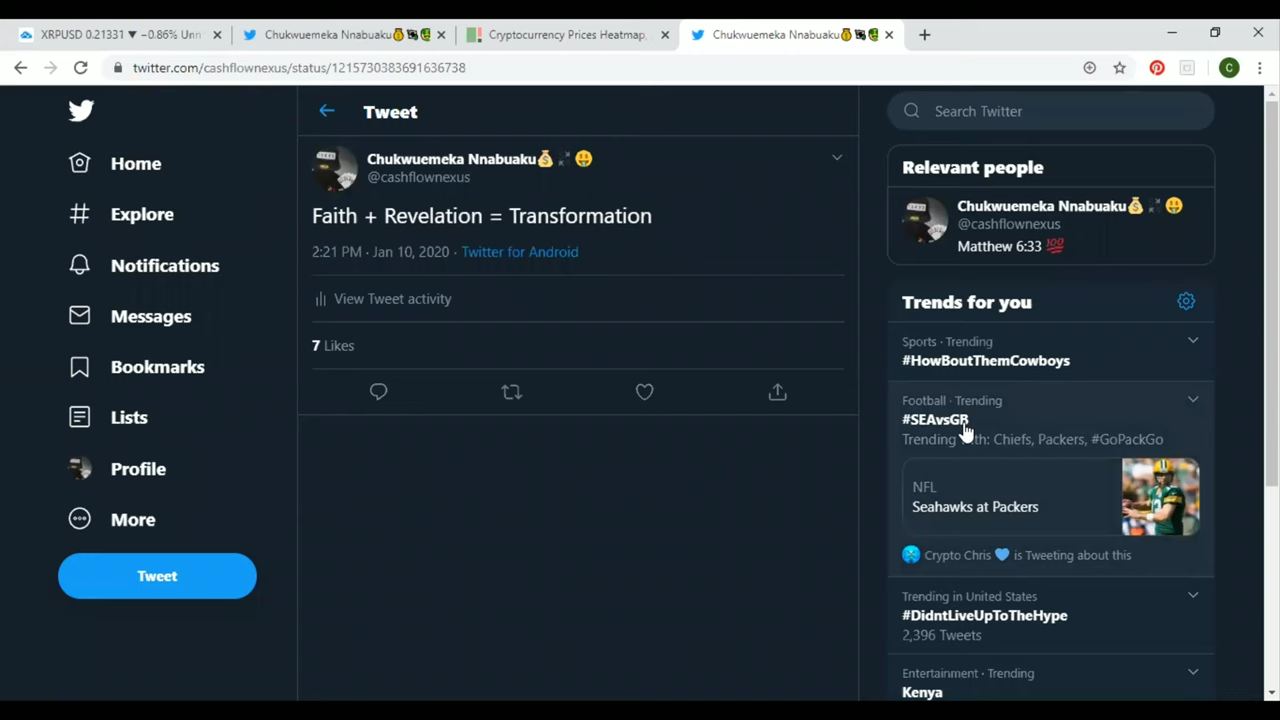 XRPUSD 0.21331 ▼ −0.86% Unn
Chukwuemeka Nnabuaku
Cryptocurrency Prices Heatmap,
Chukwuemeka Nnabuaku
twitter.com/cashflownexus/status/1215730383691636738
C
Home
Explore
Notifications
Messages
Bookmarks
Lists
Profile
More
Tweet
Tweet
Chukwuemeka Nnabuaku
@cashflownexus
Faith + Revelation = Transformation
2:21 PM · Jan 10, 2020 · Twitter for Android
View Tweet activity
7 Likes
Search Twitter
Relevant people
Chukwuemeka Nnabuaku
@cashflownexus
Matthew 6:33 💯
Trends for you
Sports · Trending
#HowBoutThemCowboys
Football · Trending
#SEAvsGB
Trending with: Chiefs, Packers, #GoPackGo
NFL
Seahawks at Packers
Crypto Chris 💙 is Tweeting about this
Trending in United States
#DidntLiveUpToTheHype
2,396 Tweets
Entertainment · Trending
Kenya